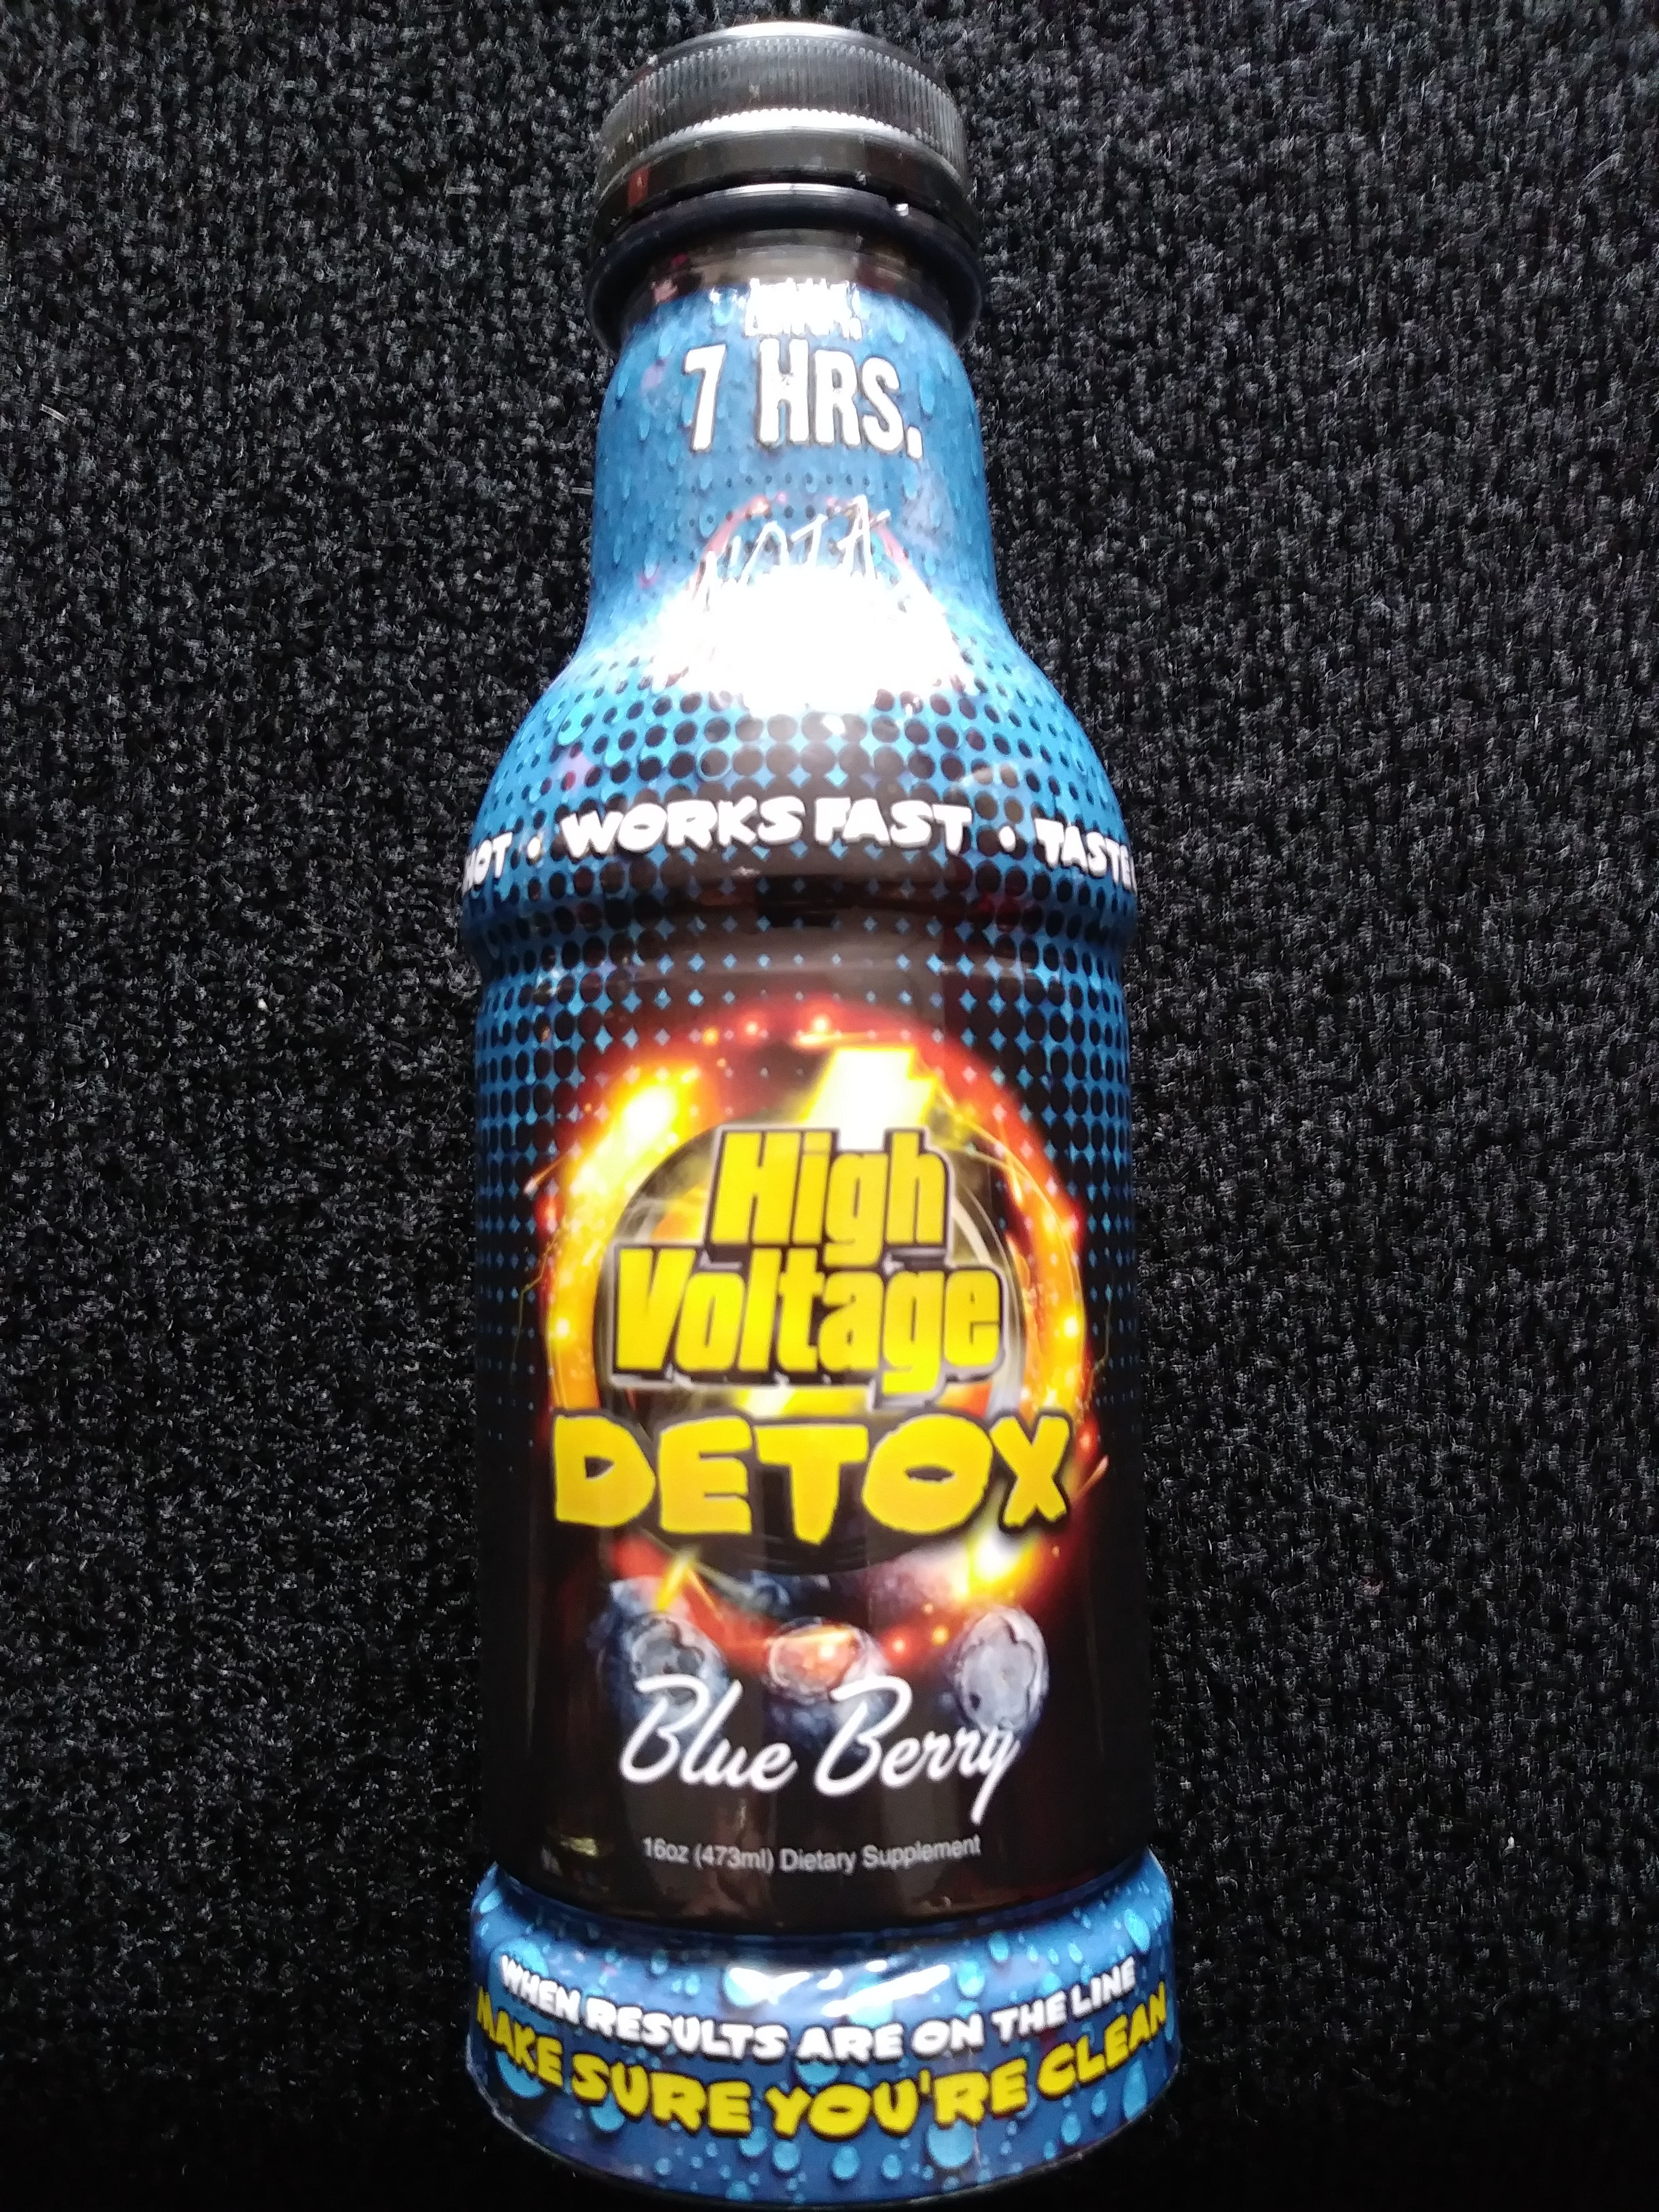 7 HRS.
WORKS FAST
High
Voltage
DETOX
Blue Berry
16oz (473ml) Dietary Supplement
WHEN RESULTS ARE ON THE LINE
MAKE SURE YOU'RE CLEAN